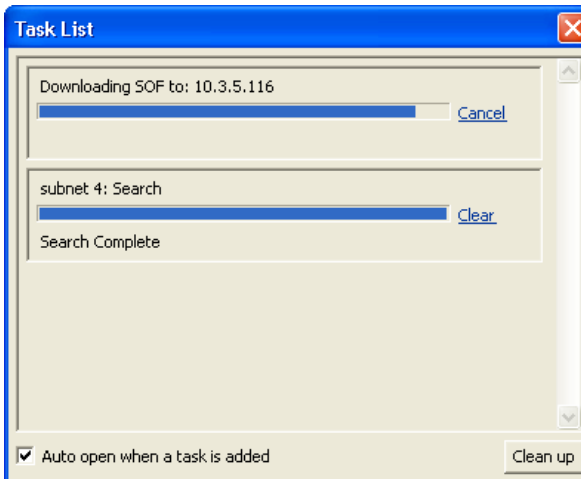 Task List
Downloading SOF to: 10.3.5.116
Cancel
subnet 4: Search
Clear
Search Complete
Auto open when a task is added
Clean up